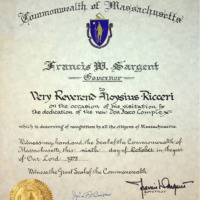 Commonwealth of Massachusetts
Francis W. Sargent
Governor
to
Very Reverend Aloysius Ricceri
on the occasion of his visitation for
the dedication of the new Don Bosco Complex
which is deserving of recognition by all the citizens of Massachusetts.
Witness my hand and the Seal of the Commonwealth of
Massachusetts, this ninth day of October in the year
of Our Lord 1973
Witness the Great Seal of the Commonwealth